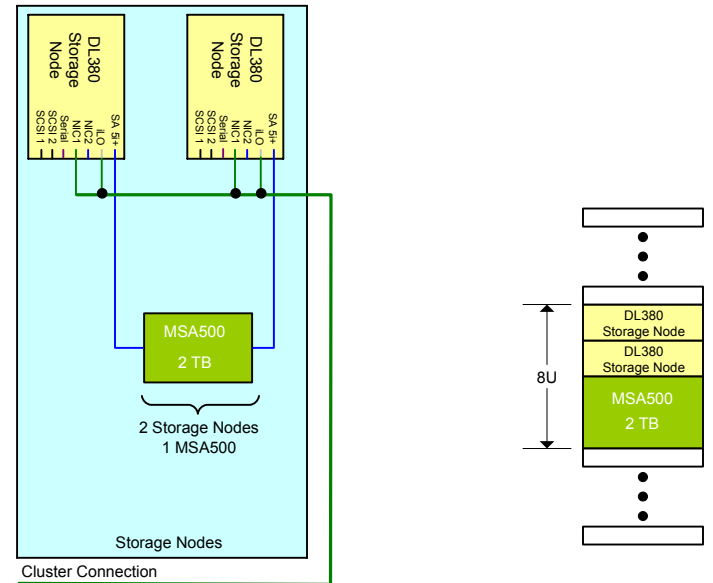 DL380
Storage
Node
SCSI 1
SCSI 2
Serial
NIC1
NIC2
iLO
SA 5i+
DL380
Storage
Node
SCSI 1
SCSI 2
Serial
NIC1
NIC2
iLO
SA 5i+
MSA500
2 TB
2 Storage Nodes
1 MSA500
Storage Nodes
Cluster Connection
8U
DL380
Storage Node
DL380
Storage Node
MSA500
2 TB